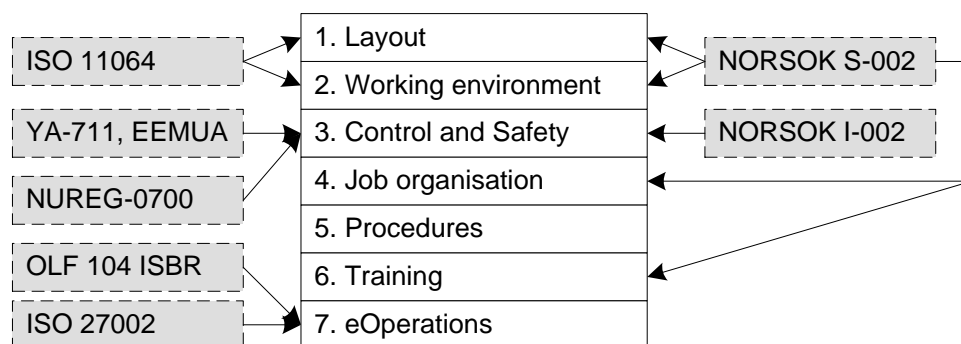 ISO 11064
YA-711, EEMUA
NUREG-0700
OLF 104 ISBR
ISO 27002
1. Layout
2. Working environment
3. Control and Safety
4. Job organisation
5. Procedures
6. Training
7. eOperations
NORSOK S-002
NORSOK I-002